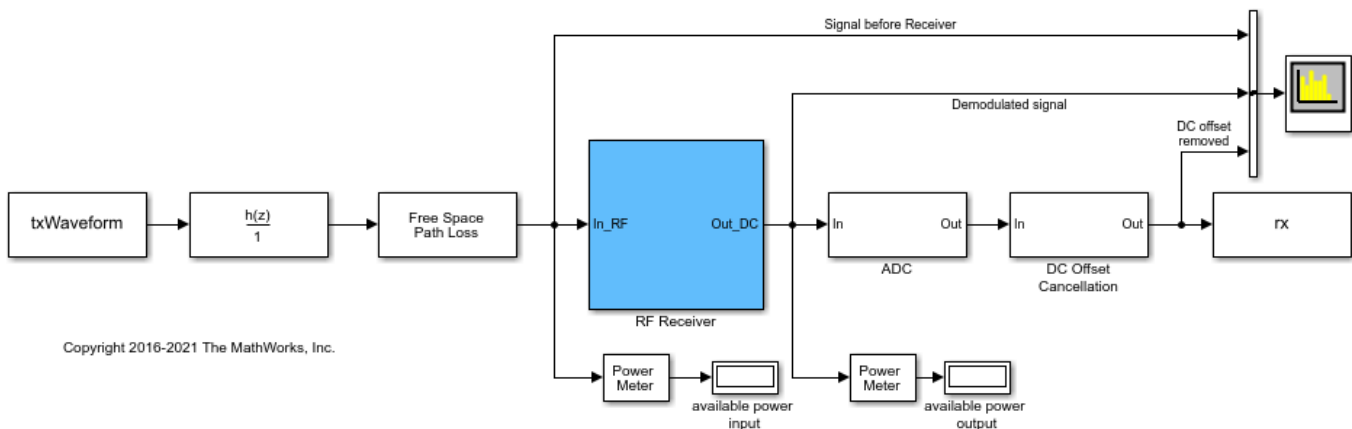 Signal before Receiver
Demodulated signal
DC offset
removed
txWaveform
h(z)
1
Free Space
Path Loss
In_RF
Out_DC
RF Receiver
In
Out
ADC
In
Out
DC Offset
Cancellation
rx
Copyright 2016-2021 The MathWorks, Inc.
Power
Meter
available power
input
Power
Meter
available power
output